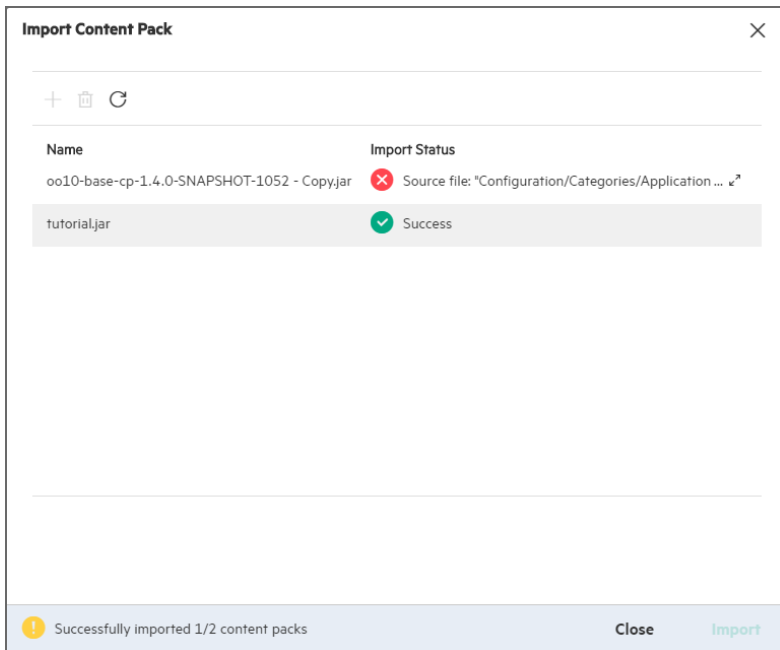 Import Content Pack
Name Import Status
oo10-base-cp-1.4.0-SNAPSHOT-1052 - Copy.jar Source file: "Configuration/Categories/Application ...
tutorial.jar Success
Successfully imported 1/2 content packs Close Import